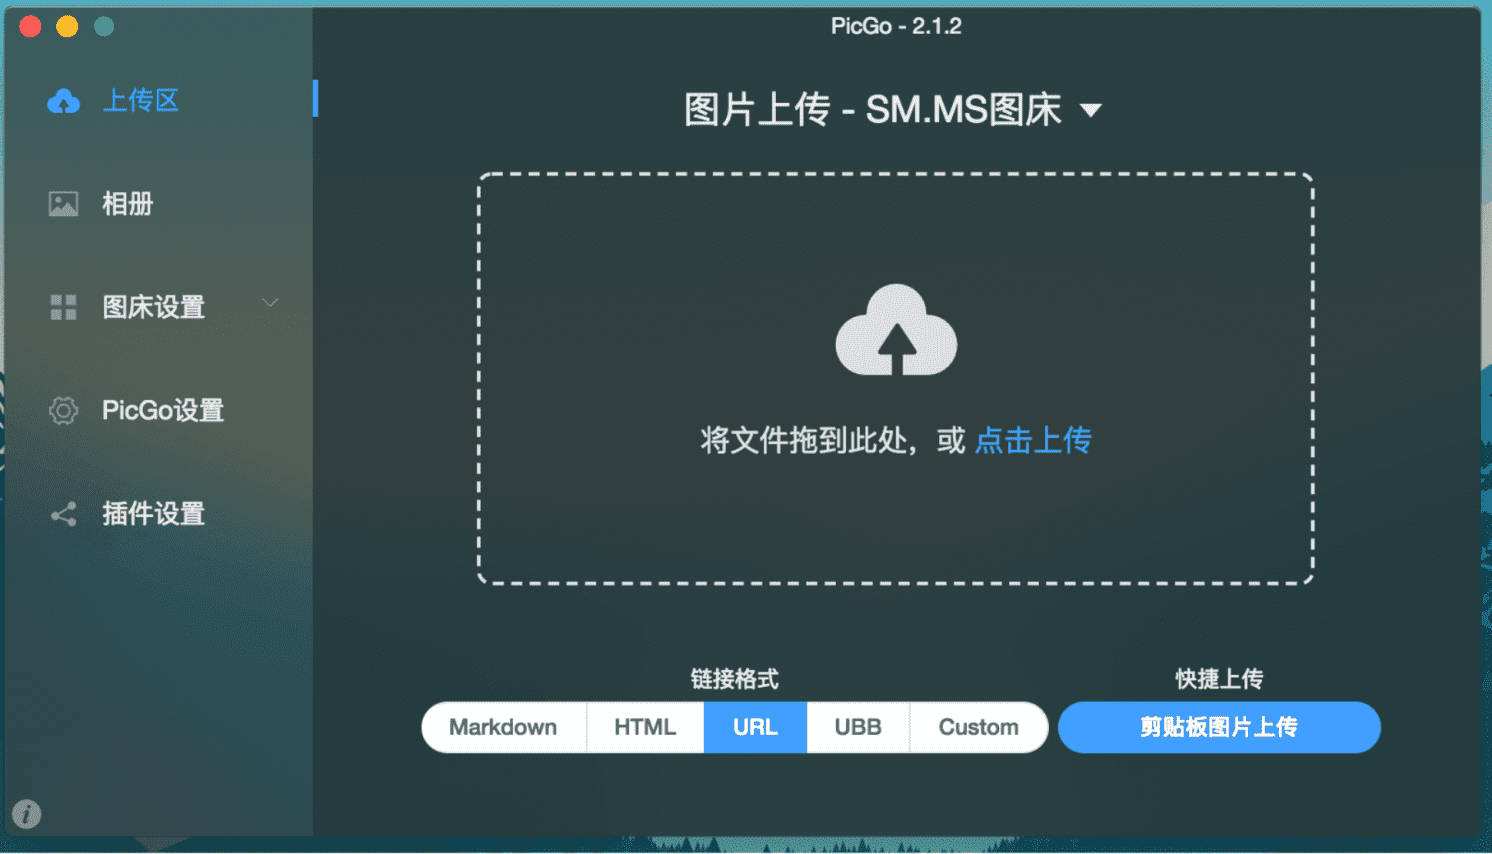 PicGo - 2.1.2
上传区
相册
图床设置
PicGo设置
插件设置
图片上传 - SM.MS图床
将文件拖到此处，或 点击上传
链接格式
Markdown HTML URL UBB Custom
快捷上传
剪贴板图片上传
i